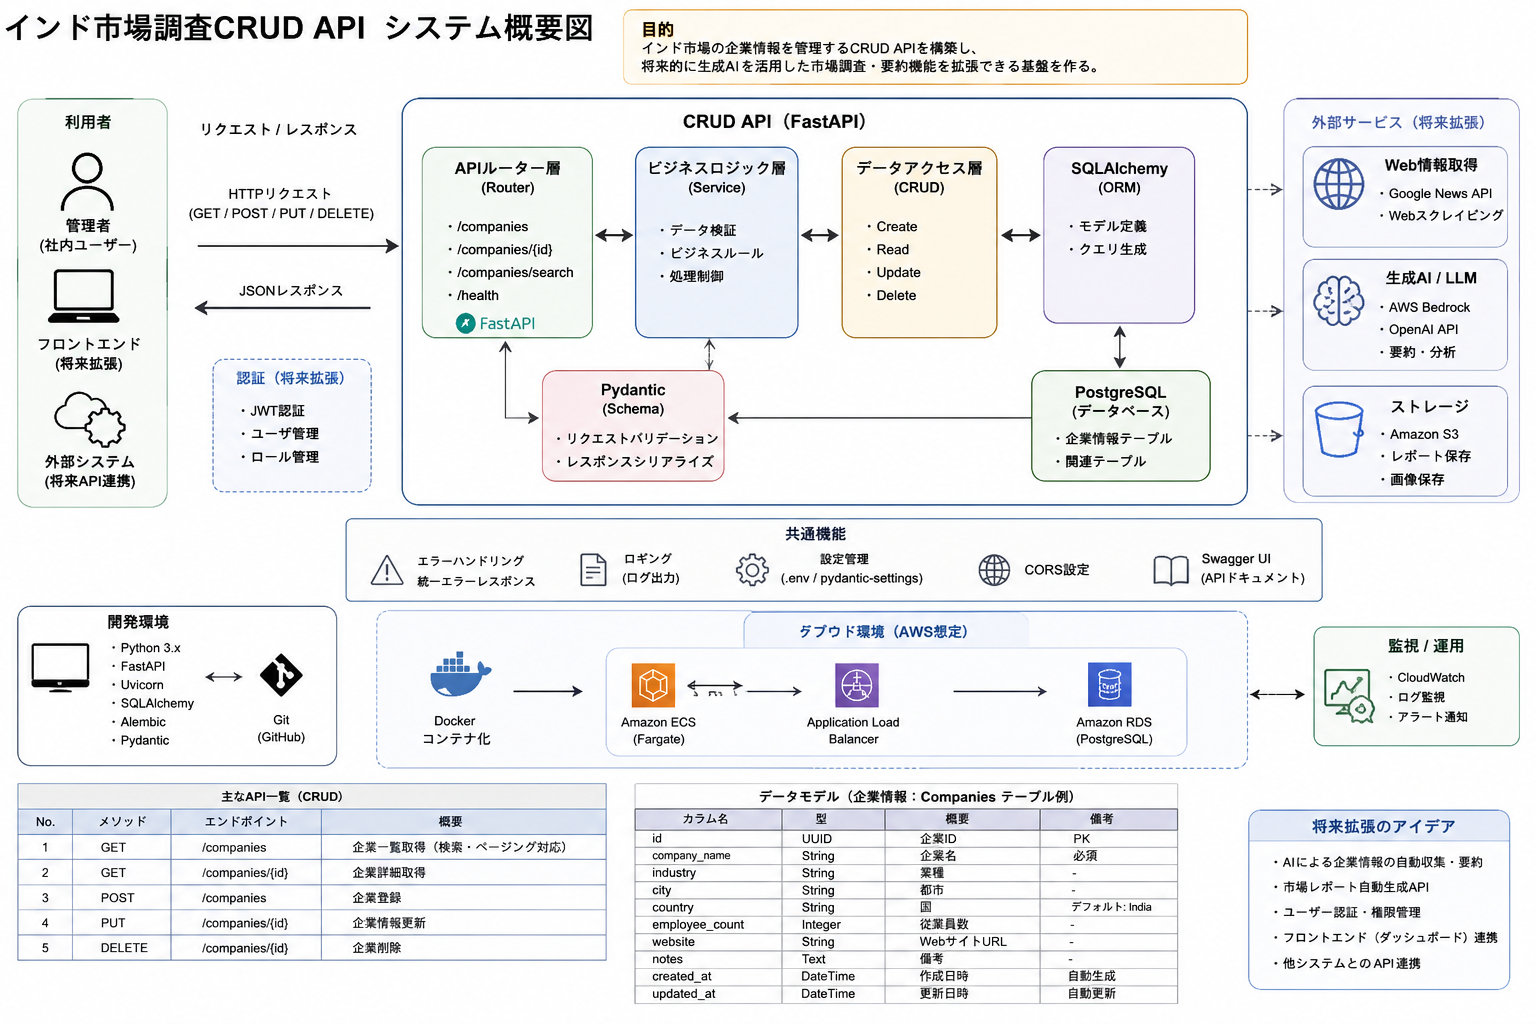 インド市場調査CRUD API システム概要図
目的
インド市場の企業情報を管理するCRUD APIを構築し、
将来的に生成AIを活用した市場調査・要約機能を拡張できる基盤を作る。
利用者
管理者
(社内ユーザー)
フロントエンド
(将来拡張)
外部システム
(将来API連携)
リクエスト / レスポンス
HTTPリクエスト
(GET / POST / PUT / DELETE)
JSONレスポンス
認証（将来拡張）
・JWT認証
・ユーザ管理
・ロール管理
CRUD API（FastAPI）
APIルーター層
(Router)
・/companies
・/companies/{id}
・/companies/search
・/health
FastAPI
ビジネスロジック層
(Service)
・データ検証
・ビジネスルール
・処理制御
データアクセス層
(CRUD)
・Create
・Read
・Update
・Delete
SQLAlchemy
(ORM)
・モデル定義
・クエリ生成
Pydantic
(Schema)
・リクエストバリデーション
・レスポンスシリアライズ
PostgreSQL
(データベース)
・企業情報テーブル
・関連テーブル
外部サービス（将来拡張）
Web情報取得
・Google News API
・Webスクレイピング
生成AI / LLM
・AWS Bedrock
・OpenAI API
・要約・分析
ストレージ
・Amazon S3
・レポート保存
・画像保存
共通機能
エラーハンドリング
統一エラーレスポンス
ロギング
(ログ出力)
設定管理
(.env / pydantic-settings)
CORS設定
Swagger UI
(APIドキュメント)
開発環境
・Python 3.x
・FastAPI
・Uvicorn
・SQLAlchemy
・Alembic
・Pydantic
Git
(GitHub)
環境（AWS想定）
Docker
コンテナ化
Amazon ECS
(Fargate)
Application Load
Balancer
Amazon RDS
(PostgreSQL)
監視 / 運用
・CloudWatch
・ログ監視
・アラート通知
主なAPI一覧（CRUD）
No. メソッド エンドポイント 概要
1 GET /companies 企業一覧取得（検索・ページング対応）
2 GET /companies/{id} 企業詳細取得
3 POST /companies 企業登録
4 PUT /companies/{id} 企業情報更新
5 DELETE /companies/{id} 企業削除
データモデル（企業情報：Companies テーブル例）
カラム名 型 概要 備考
id UUID 企業ID PK
company_name String 企業名 必須
industry String 業種 -
city String 都市 -
country String 国 デフォルト: India
employee_count Integer 従業員数 -
website String WebサイトURL -
notes Text 備考 -
created_at DateTime 作成日時 自動生成
updated_at DateTime 更新日時 自動更新
将来拡張のアイデア
・AIによる企業情報の自動収集・要約
・市場レポート自動生成API
・ユーザー認証・権限管理
・フロントエンド（ダッシュボード）連携
・他システムとのAPI連携